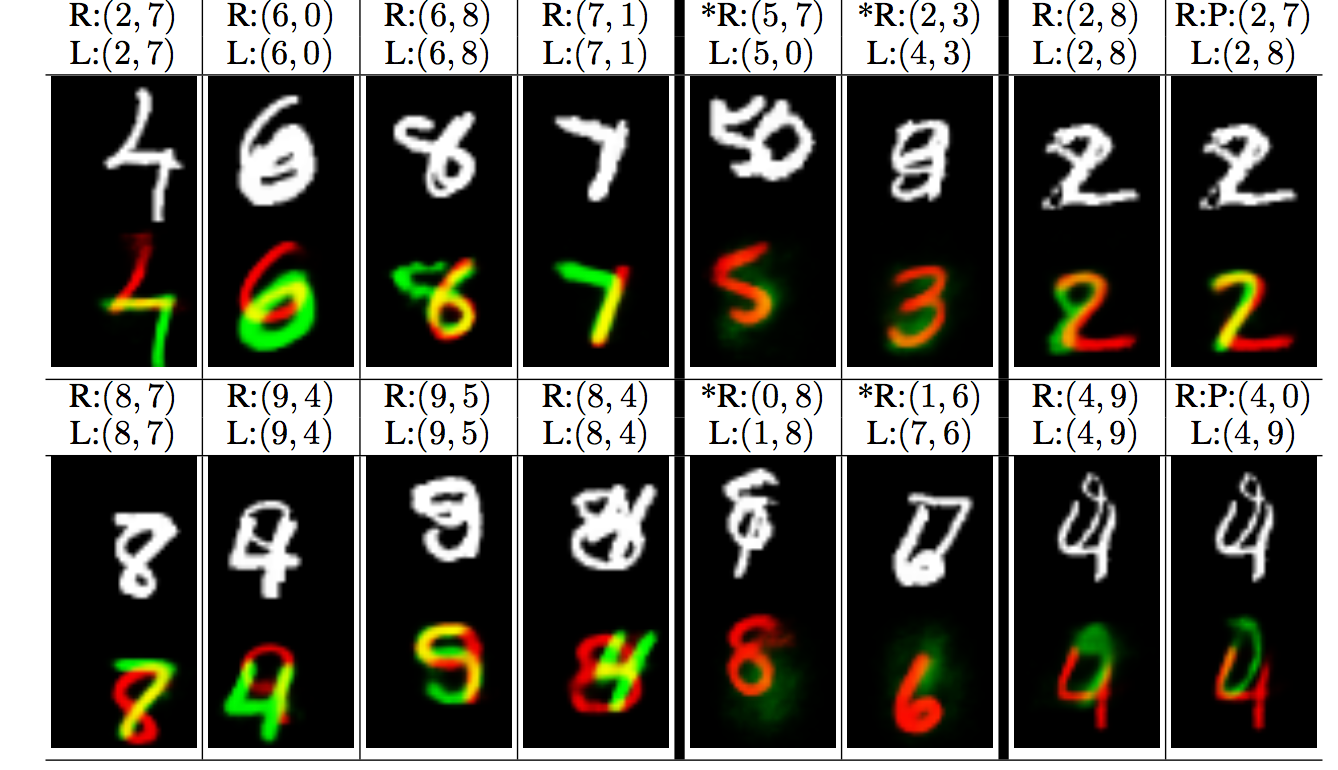 R:(2, 7) R:(6, 0) R:(6, 8) R:(7, 1) *R:(5, 7) *R:(2, 3) R:(2, 8) R:P:(2, 7)
L:(2, 7) L:(6, 0) L:(6, 8) L:(7, 1) L:(5, 0) L:(4, 3) L:(2, 8) L:(2, 8)
R:(8, 7) R:(9, 4) R:(9, 5) R:(8, 4) *R:(0, 8) *R:(1, 6) R:(4, 9) R:P:(4, 0)
L:(8, 7) L:(9, 4) L:(9, 5) L:(8, 4) L:(1, 8) L:(7, 6) L:(4, 9) L:(4, 9)